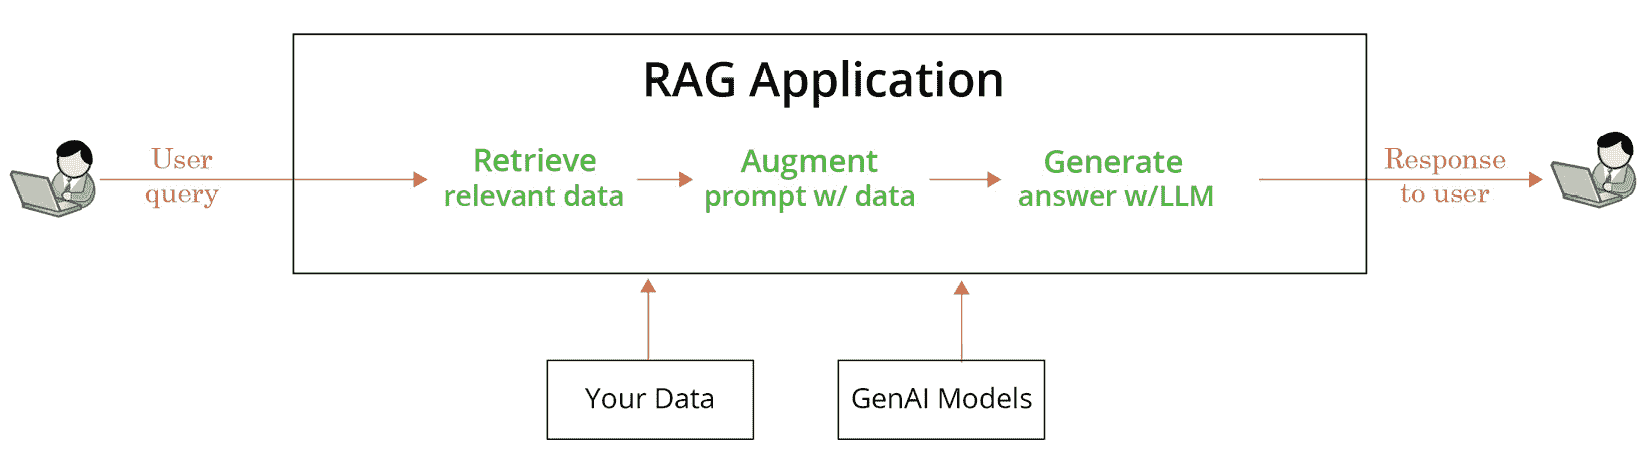 RAG Application
User
query
Retrieve
relevant data
Augment
prompt w/ data
Generate
answer w/LLM
Response
to user
Your Data
GenAI Models